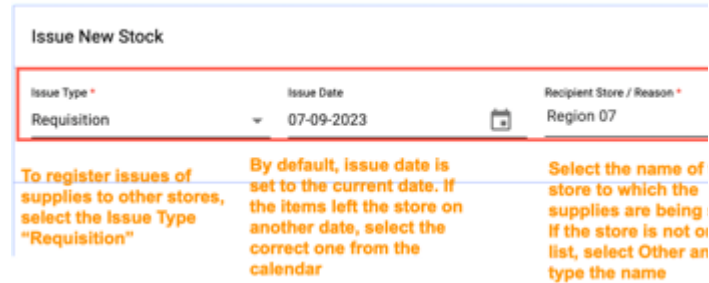 Issue New Stock
Issue Type *
Issue Date
Recipient Store / Reason *
Requisition
07-09-2023
Region 07
To register issues of
supplies to other stores,
select the Issue Type
“Requisition”
By default, issue date is
set to the current date. If
the items left the store on
another date, select the
correct one from the
calendar
Select the name of
store to which the
supplies are being
If the store is not
list, select Other
type the name